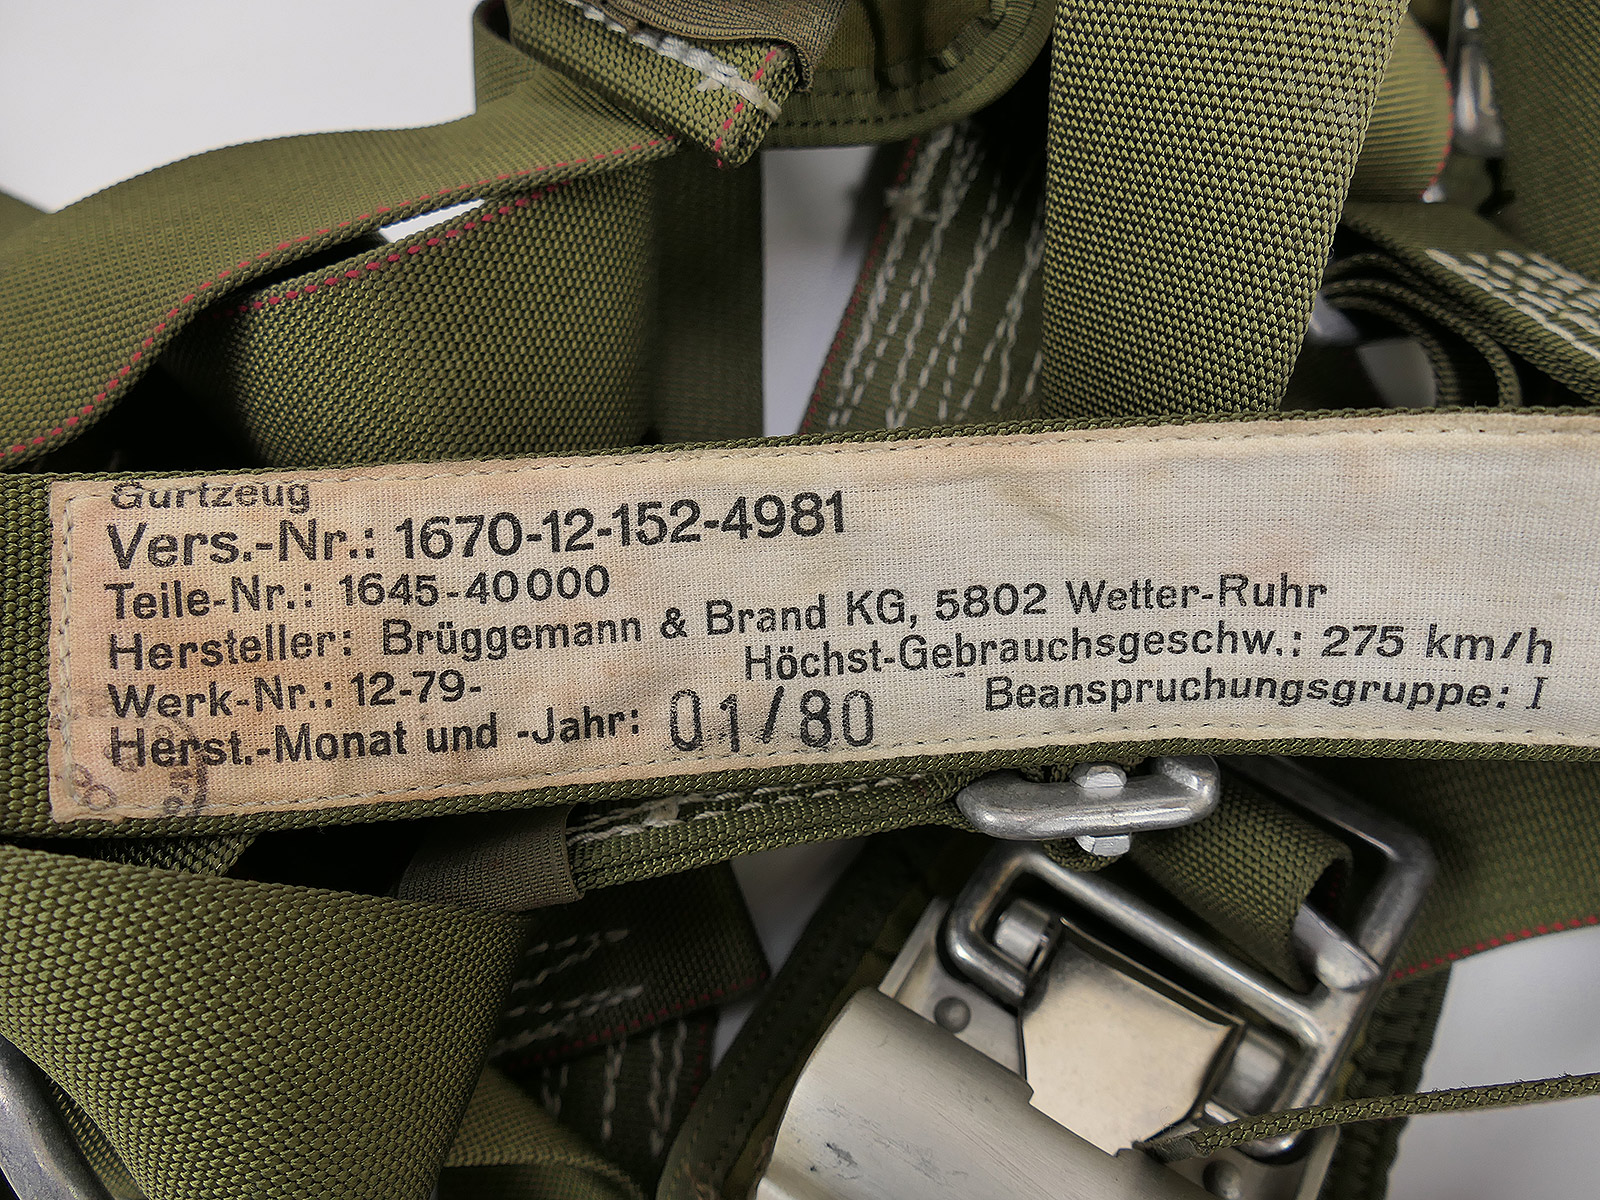 Gurtzeug
Vers.-Nr.: 1670-12-152-4981
Teile-Nr.: 1645-40000
Hersteller: Brüggemann & Brand KG, 5802 Wetter-Ruhr
Werk-Nr.: 12-79- Höchst-Gebrauchsgeschw.: 275 km/h
Herst.-Monat und -Jahr: 01/80 Beanspruchungsgruppe: I